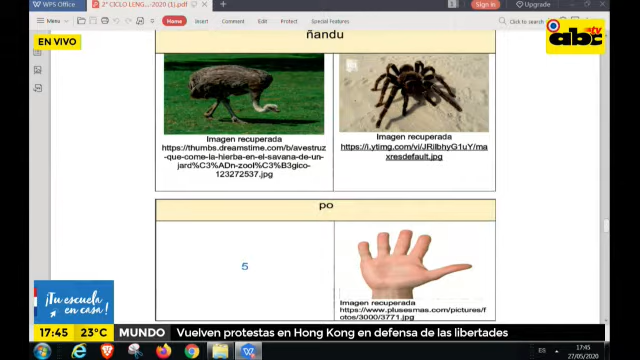 WPS Office
2° CICLO LENG...-2020 (1).pdf
Sign in
Upgrade
Menu
Home
Insert
Comment
Edit
Protect
Special Features
Click to search
EN VIVO
abc
tv
ñandu
Imagen recuperada
https://thumbs.dreamstime.com/b/avestruz
-que-come-la-hierba-en-el-savana-de-un-
jard%C3%ADn-zool%C3%B3gico-
123272537.jpg
Imagen recuperada
https://i.ytimg.com/vi/JRiIbhyG1uY/ma
xresdefault.jpg
po
5
Imagen recuperada
https://www.plusesmas.com/pictures/f
otos/3000/3771.jpg
¡Tu escuela
en casa!
17:45
23°C
MUNDO
Vuelven protestas en Hong Kong en defensa de las libertades
ES
17:45
27/05/2020